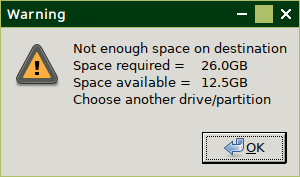 Warning
Not enough space on destination
Space required = 26.0GB
Space available = 12.5GB
Choose another drive/partition
OK